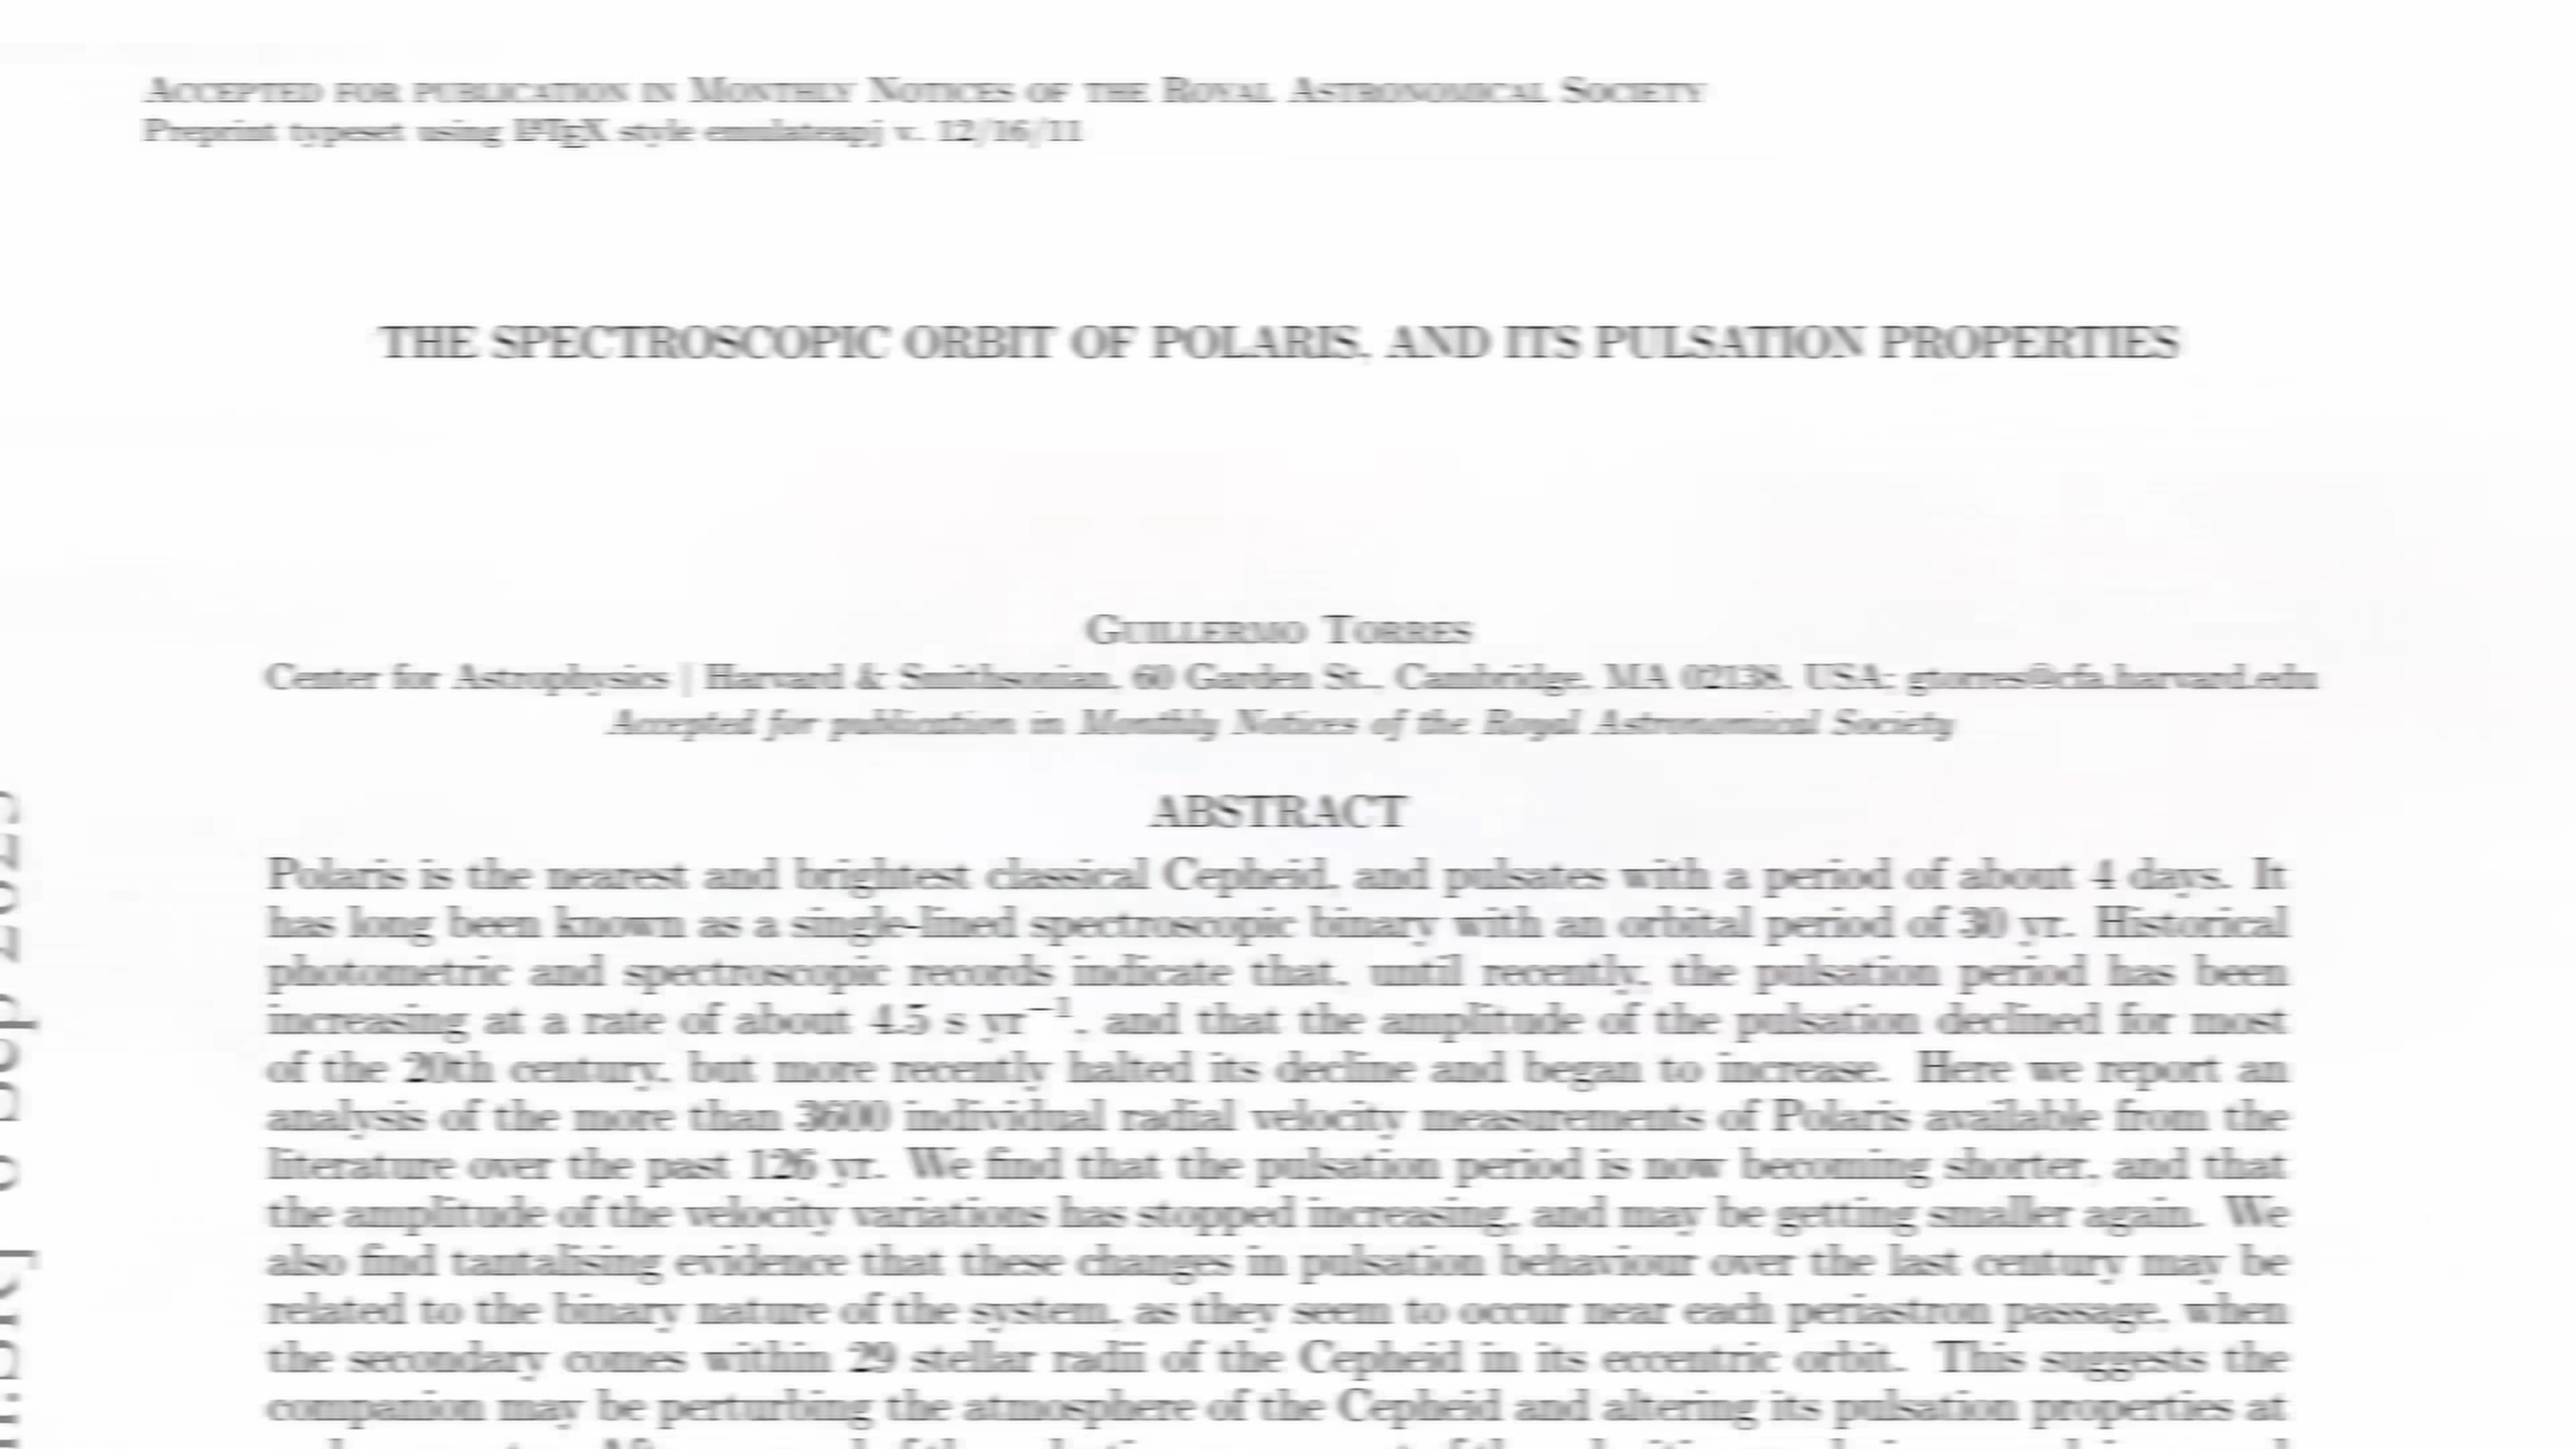 Accepted for publication in Monthly Notices of the Royal Astronomical Society
Preprint typeset using LATEX style emulateapj v. 12/16/11
THE SPECTROSCOPIC ORBIT OF POLARIS, AND ITS PULSATION PROPERTIES
Guillermo Torres
Center for Astrophysics | Harvard & Smithsonian, 60 Garden St., Cambridge, MA 02138, USA; gtorres@cfa.harvard.edu
Accepted for publication in Monthly Notices of the Royal Astronomical Society
ABSTRACT
Polaris is the nearest and brightest classical Cepheid, and pulsates with a period of about 4 days. It
has long been known as a single-lined spectroscopic binary with an orbital period of 30 yr. Historical
photometric and spectroscopic records indicate that, until recently, the pulsation period has been
increasing at a rate of about 4.5 s yr⁻¹, and that the amplitude of the pulsation declined for most
of the 20th century, but more recently halted its decline and began to increase. Here we report an
analysis of the more than 3600 individual radial velocity measurements of Polaris available from the
literature over the past 126 yr. We find that the pulsation period is now becoming shorter, and that
the amplitude of the velocity variations has stopped increasing, and may be getting smaller again. We
also find tantalising evidence that these changes in pulsation behaviour over the last century may be
related to the binary nature of the system, as they seem to occur near each periastron passage, when
the secondary comes within 29 stellar radii of the Cepheid in its eccentric orbit. This suggests the
companion may be perturbing the atmosphere of the Cepheid and altering its pulsation properties at